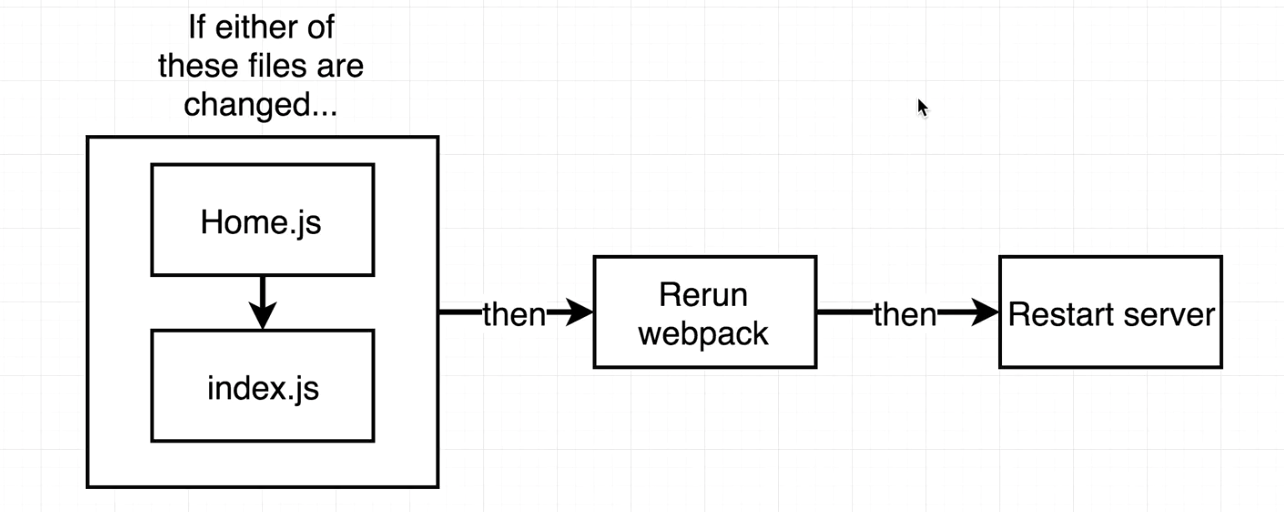 If either of
these files are
changed...
Home.js
index.js
then
Rerun
webpack
then
Restart server